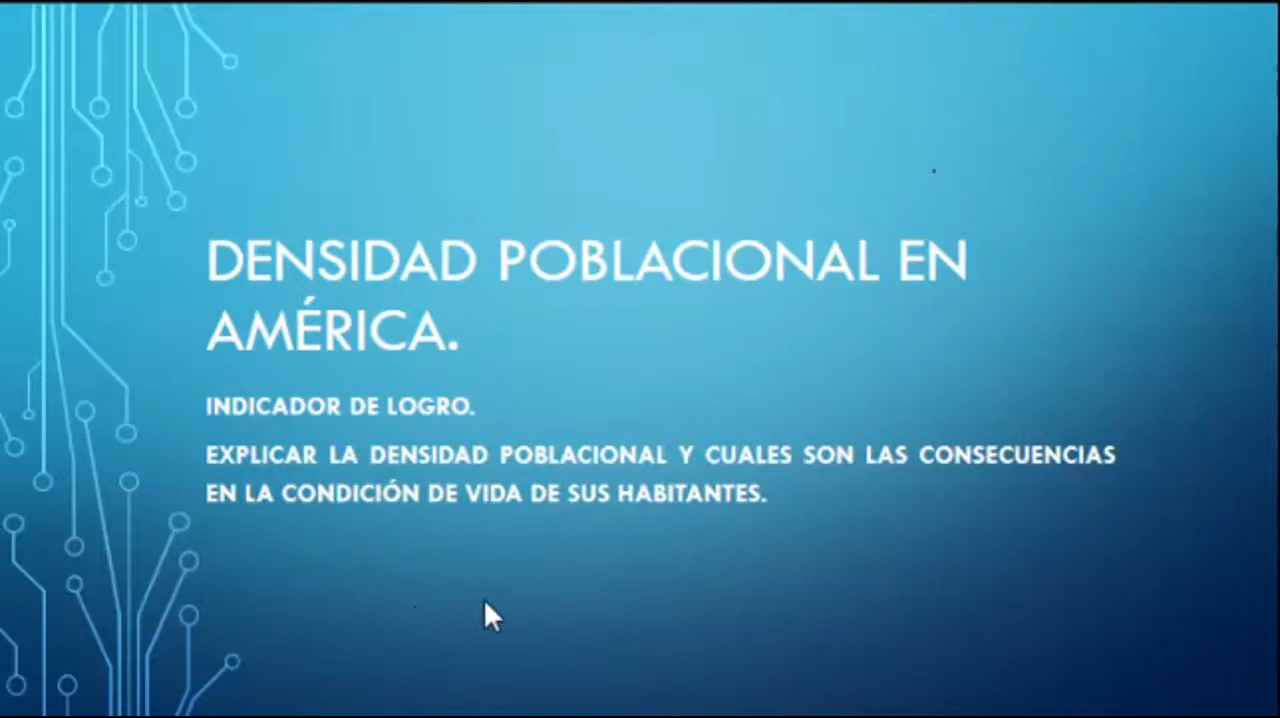 DENSIDAD POBLACIONAL EN
AMÉRICA.
INDICADOR DE LOGRO.
EXPLICAR LA DENSIDAD POBLACIONAL Y CUALES SON LAS CONSECUENCIAS
EN LA CONDICIÓN DE VIDA DE SUS HABITANTES.